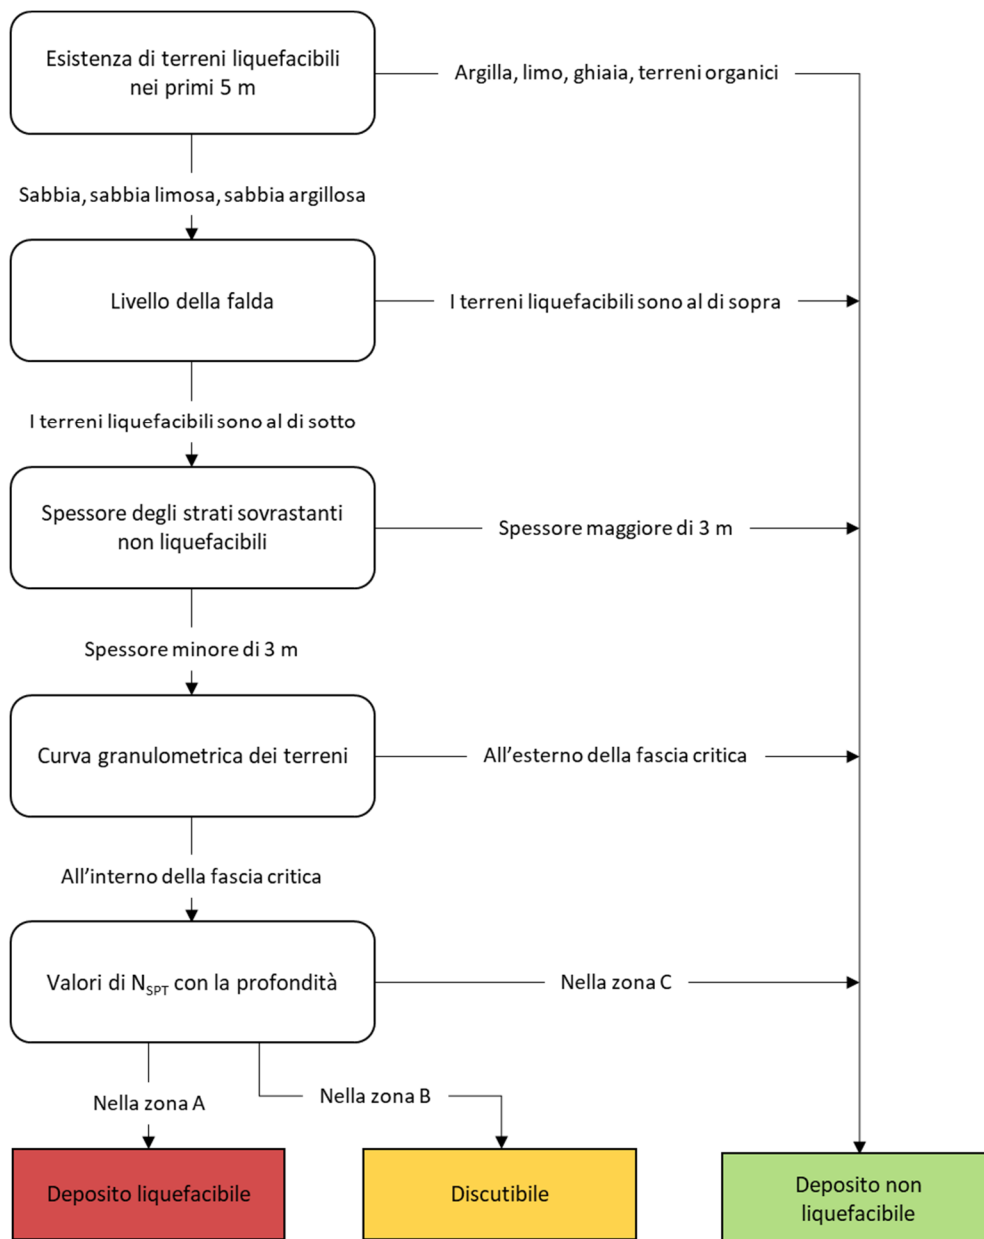 Esistenza di terreni liquefacibili
nei primi 5 m
Argilla, limo, ghiaia, terreni organici
Sabbia, sabbia limosa, sabbia argillosa
Livello della falda
I terreni liquefacibili sono al di sopra
I terreni liquefacibili sono al di sotto
Spessore degli strati sovrastanti
non liquefacibili
Spessore maggiore di 3 m
Spessore minore di 3 m
Curva granulometrica dei terreni
All’esterno della fascia critica
All’interno della fascia critica
Valori di NSPT con la profondità
Nella zona C
Nella zona A
Nella zona B
Deposito liquefacibile
Discutibile
Deposito non
liquefacibile